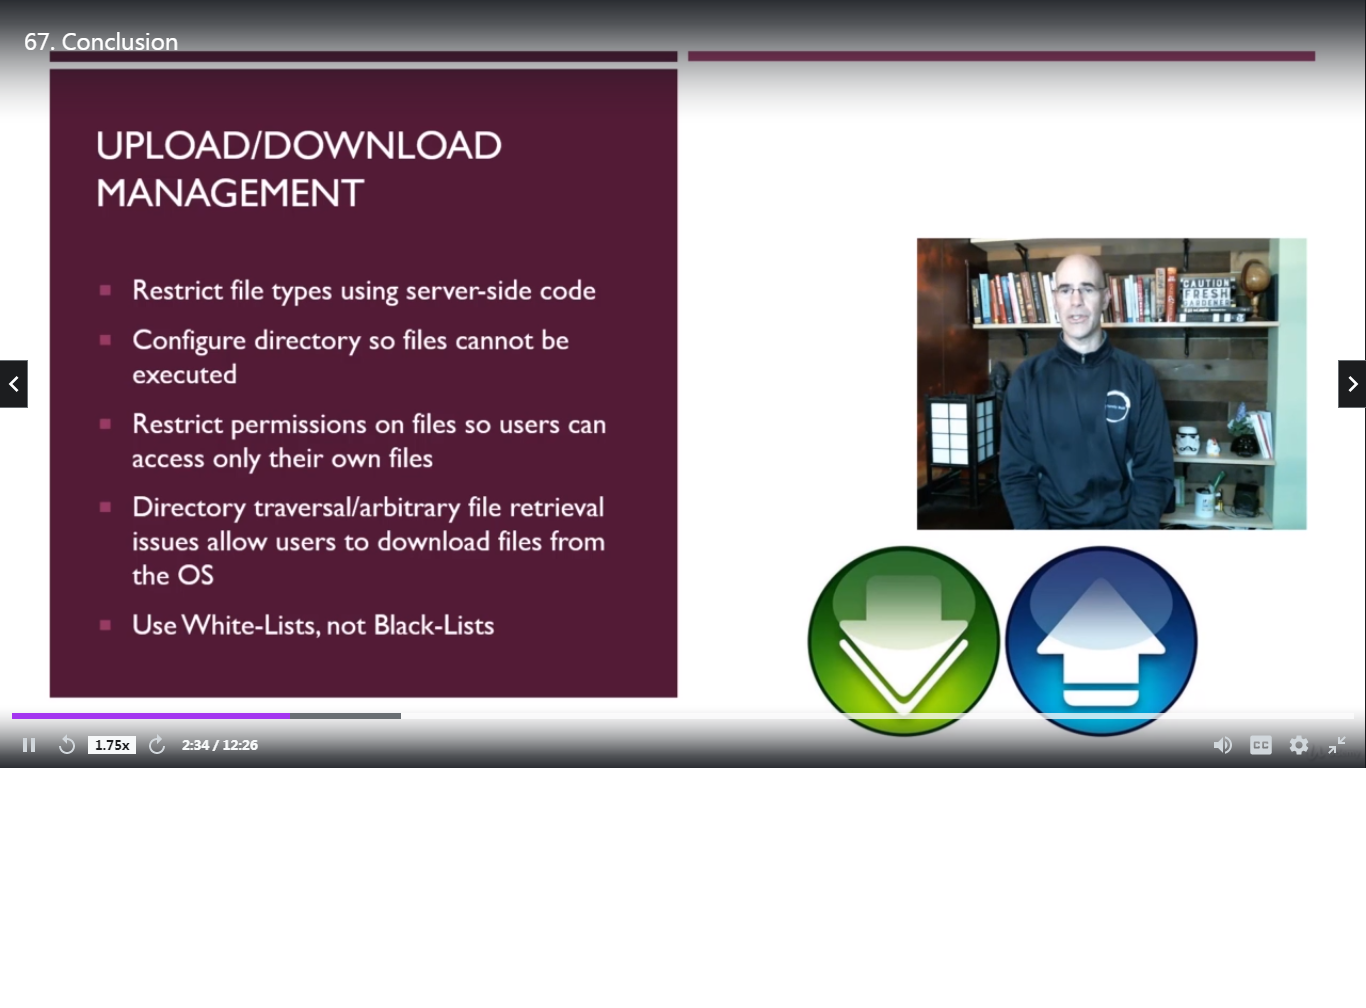 67. Conclusion
UPLOAD/DOWNLOAD
MANAGEMENT
Restrict file types using server-side code
Configure directory so files cannot be
executed
Restrict permissions on files so users can
access only their own files
Directory traversal/arbitrary file retrieval
issues allow users to download files from
the OS
Use White-Lists, not Black-Lists
CAUTION
FRESH
GARDENER
1.75x
2:34 / 12:26
CC